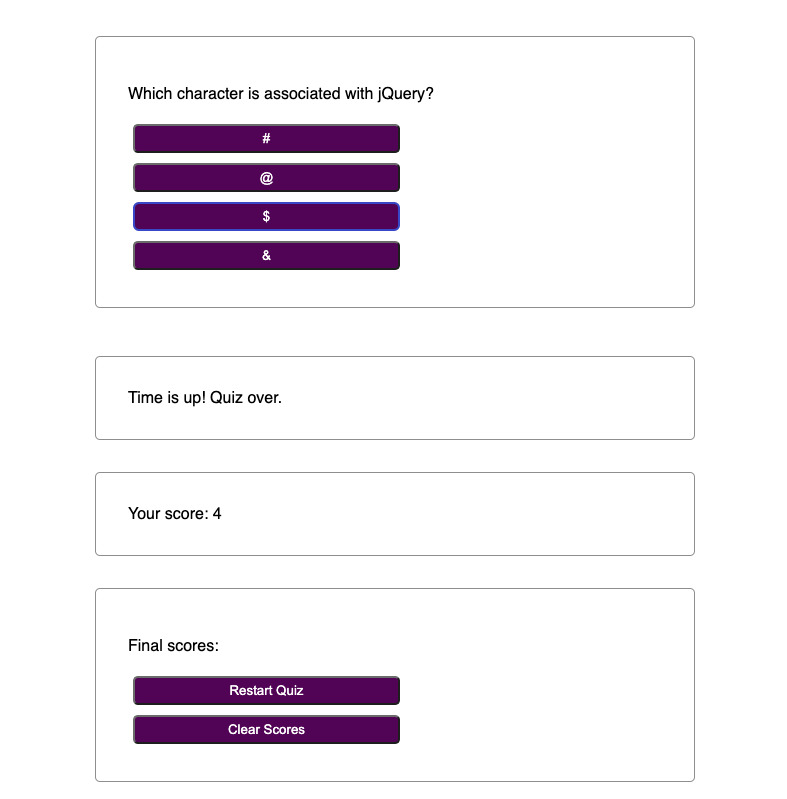 Which character is associated with jQuery?
#
@
$
&
Time is up! Quiz over.
Your score: 4
Final scores:
Restart Quiz
Clear Scores